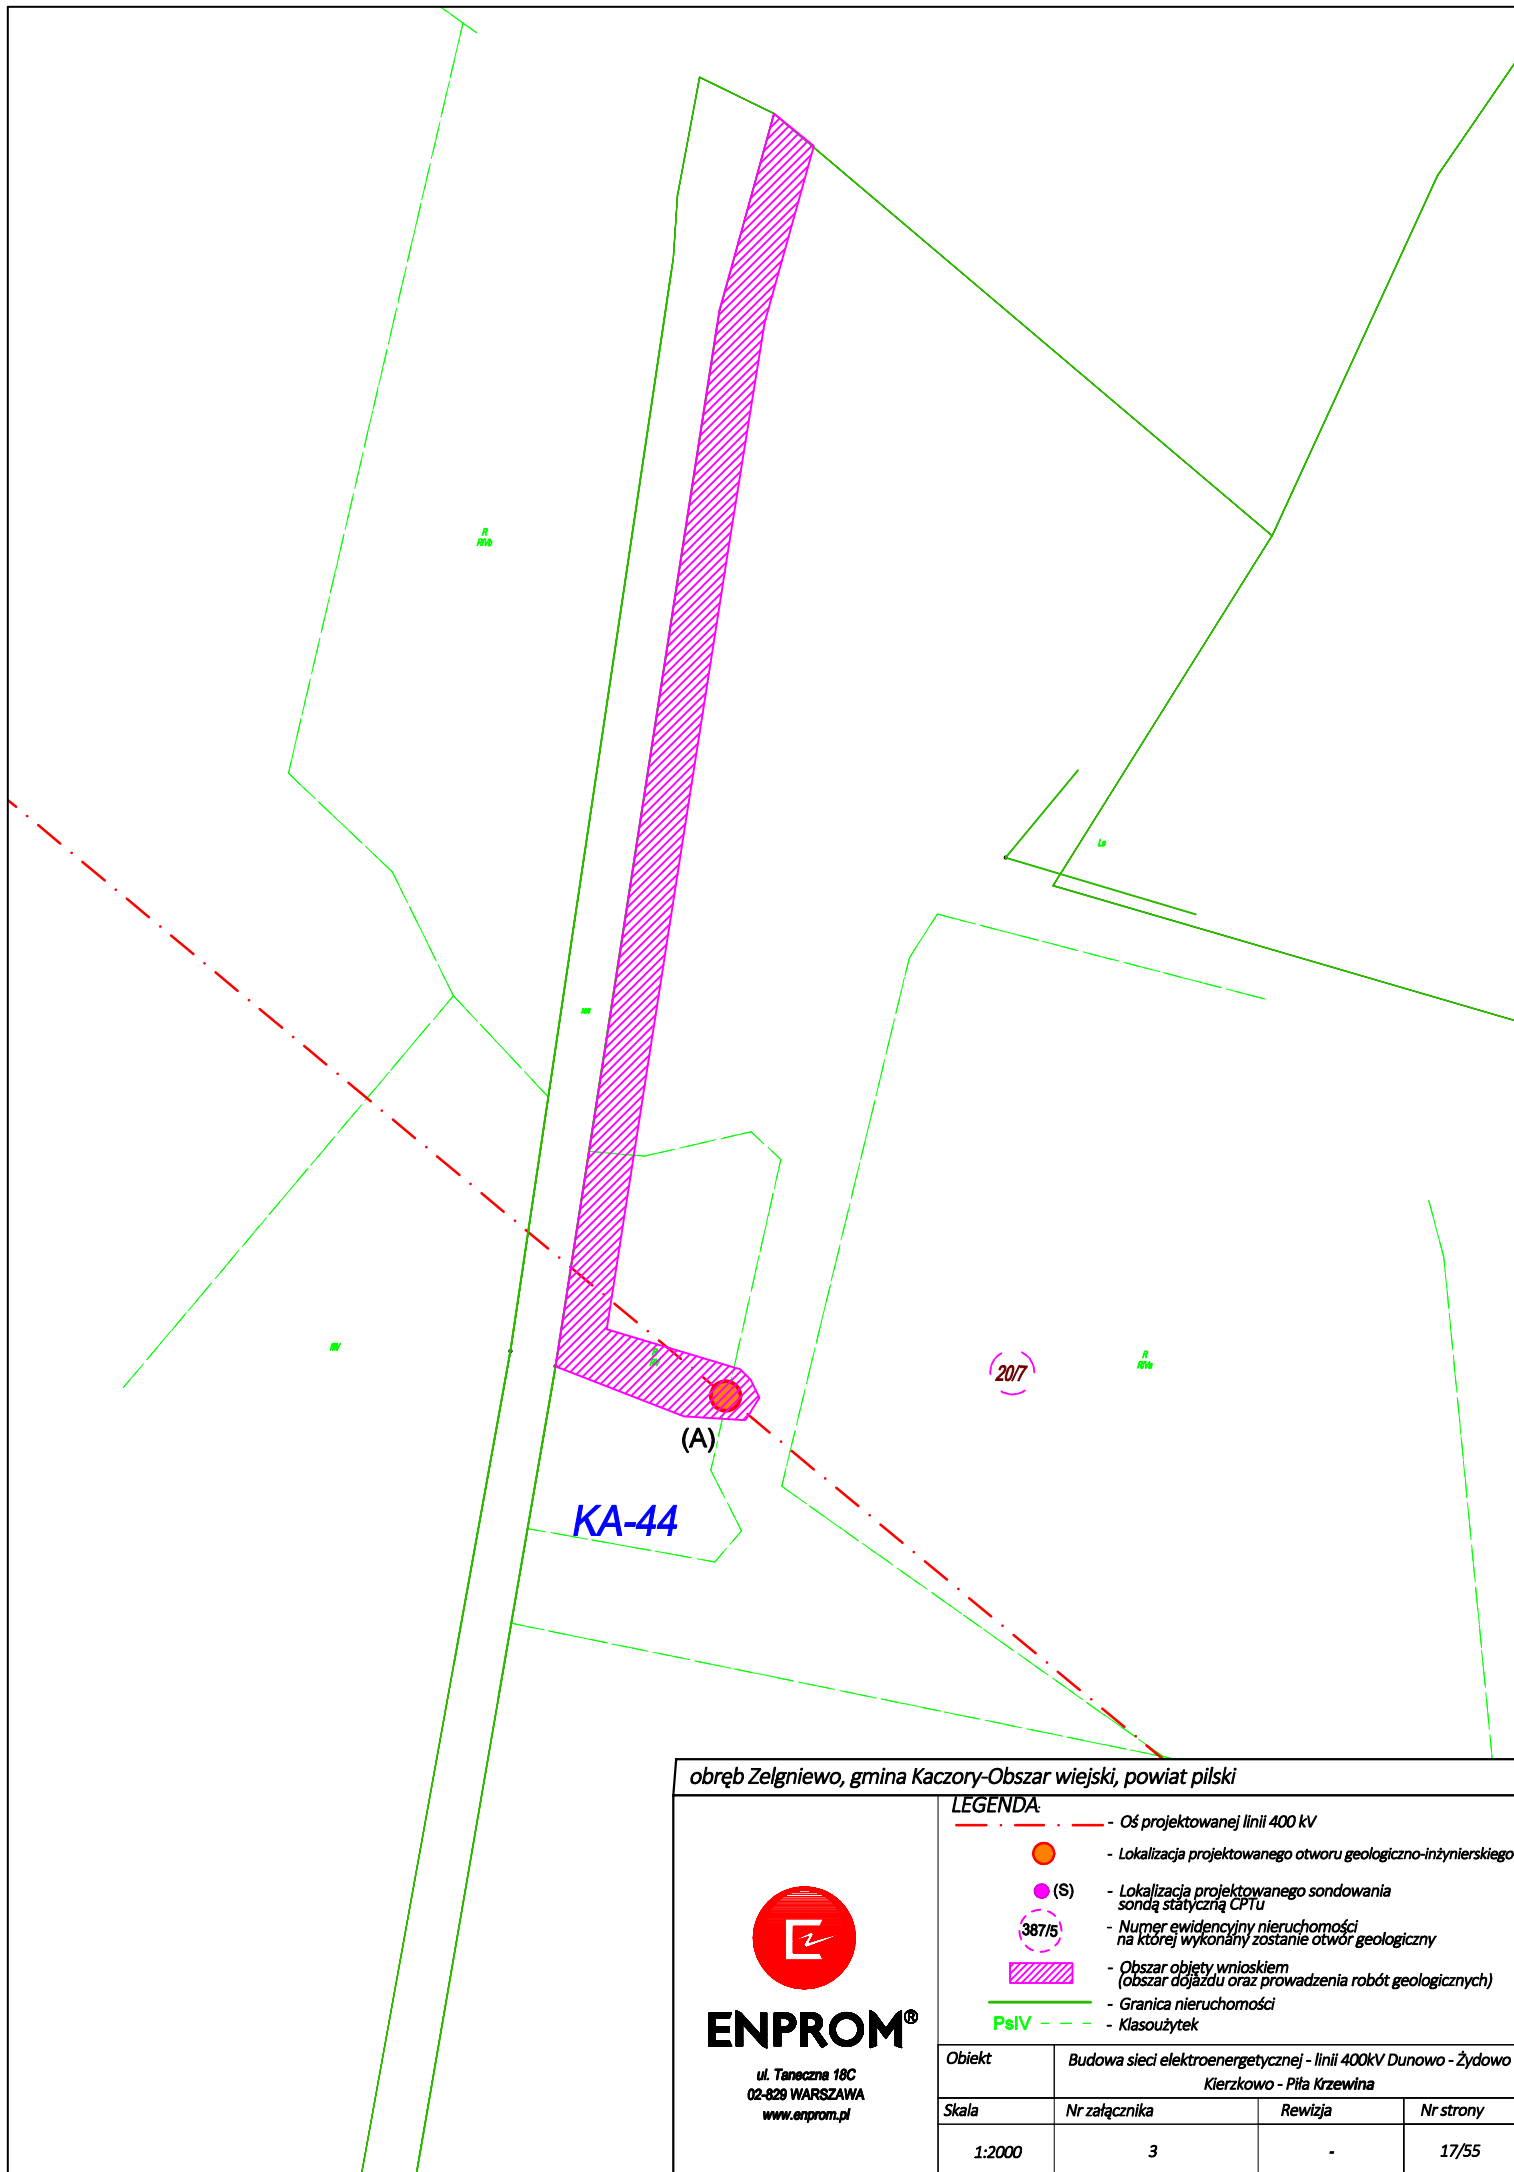 R
RIVb
Ls
RIV
R
RIVa
20/7
(A)
KA-44
obręb Zelgniewo, gmina Kaczory-Obszar wiejski, powiat pilski
LEGENDA:
- Oś projektowanej linii 400 kV
- Lokalizacja projektowanego otworu geologiczno-inżynierskiego
(S) - Lokalizacja projektowanego sondowania
sondą statyczną CPTu
387/5 - Numer ewidencyjny nieruchomości
na której wykonany zostanie otwór geologiczny
- Obszar objęty wnioskiem
(obszar dojazdu oraz prowadzenia robót geologicznych)
- Granica nieruchomości
PsIV - Klasoużytek
ENPROM®
ul. Taneczna 18C
02-829 WARSZAWA
www.enprom.pl
Obiekt
Budowa sieci elektroenergetycznej - linii 400kV Dunowo - Żydowo
Kierzkowo - Piła Krzewina
Skala Nr załącznika Rewizja Nr strony
1:2000 3 - 17/55